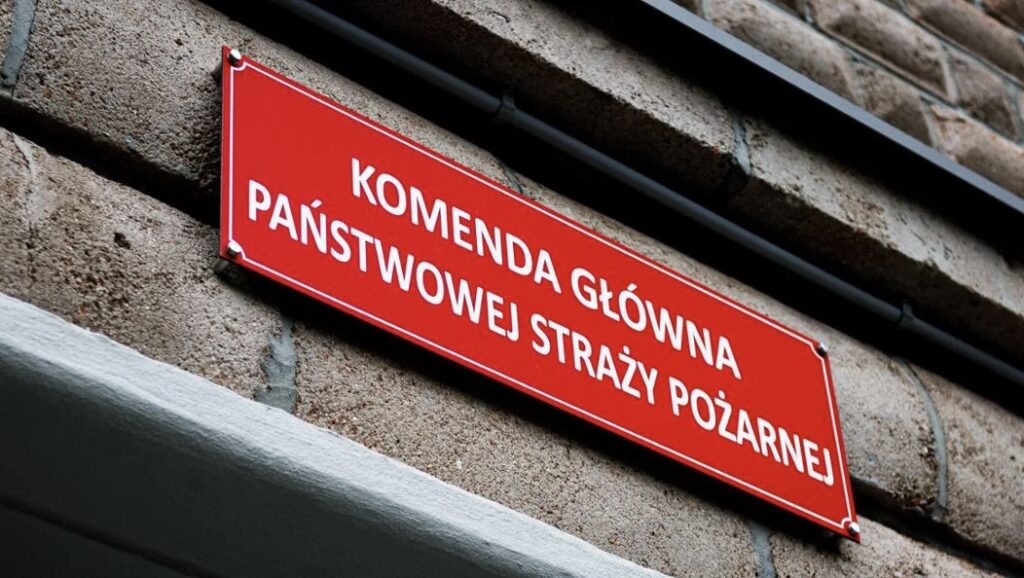 KOMENDA GŁÓWNA
PAŃSTWOWEJ STRAŻY POŻARNEJ